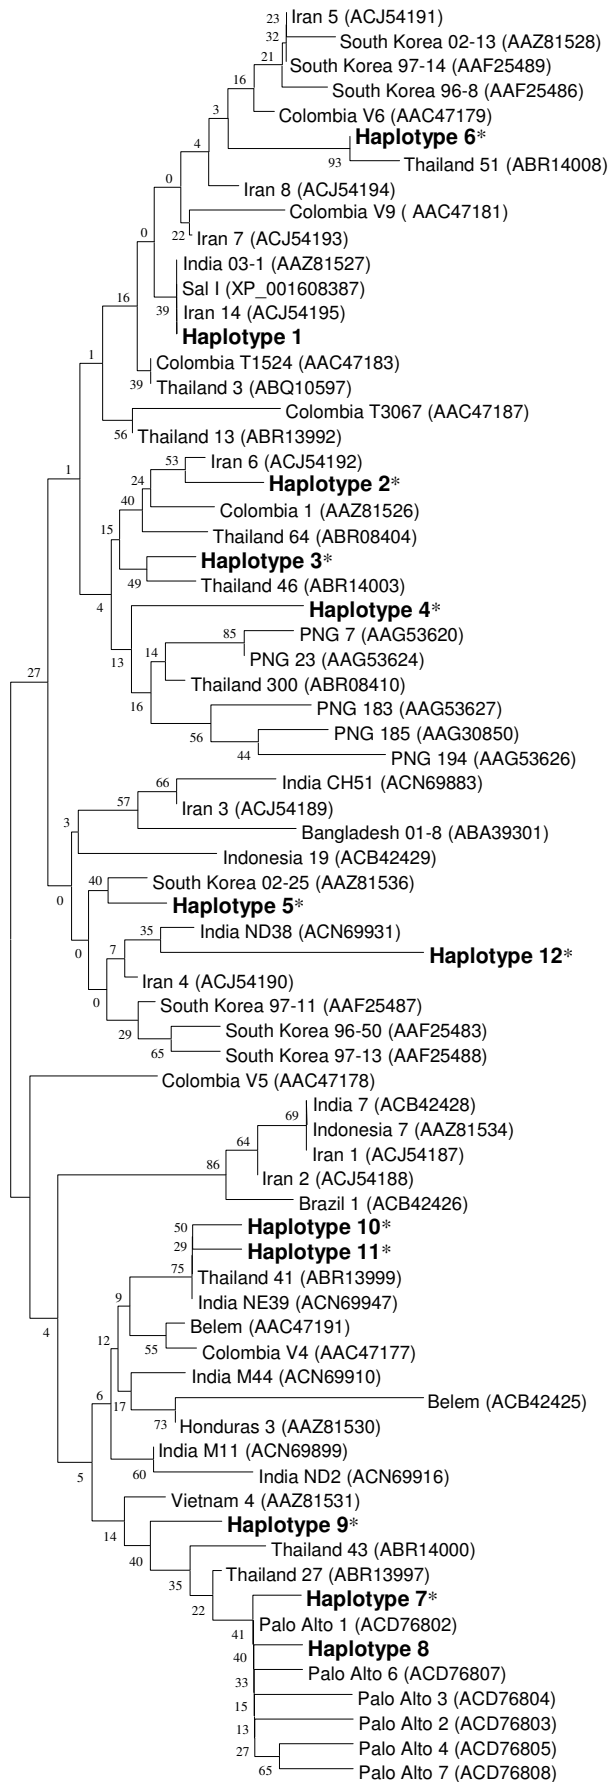 23 Iran 5 (ACJ54191)
32 South Korea 02-13 (AAZ81528)
21 South Korea 97-14 (AAF25489)
16 South Korea 96-8 (AAF25486)
3 Colombia V6 (AAC47179)
Haplotype 6*
93 Thailand 51 (ABR14008)
4 Iran 8 (ACJ54194)
0 Colombia V9 ( AAC47181)
22 Iran 7 (ACJ54193)
0 India 03-1 (AAZ81527)
Sal I (XP_001608387)
16 39 Iran 14 (ACJ54195)
Haplotype 1
1 Colombia T1524 (AAC47183)
39 Thailand 3 (ABQ10597)
Colombia T3067 (AAC47187)
56 Thailand 13 (ABR13992)
53 Iran 6 (ACJ54192)
1 24 Haplotype 2*
40 Colombia 1 (AAZ81526)
15 Thailand 64 (ABR08404)
Haplotype 3*
49 Thailand 46 (ABR14003)
4 Haplotype 4*
85 PNG 7 (AAG53620)
13 14 PNG 23 (AAG53624)
27 Thailand 300 (ABR08410)
16 PNG 183 (AAG53627)
56 PNG 185 (AAG30850)
44 PNG 194 (AAG53626)
66 India CH51 (ACN69883)
57 Iran 3 (ACJ54189)
3 Bangladesh 01-8 (ABA39301)
Indonesia 19 (ACB42429)
40 South Korea 02-25 (AAZ81536)
0 Haplotype 5*
35 India ND38 (ACN69931)
0 7 Haplotype 12*
Iran 4 (ACJ54190)
0 South Korea 97-11 (AAF25487)
29 South Korea 96-50 (AAF25483)
65 South Korea 97-13 (AAF25488)
Colombia V5 (AAC47178)
India 7 (ACB42428)
69 Indonesia 7 (AAZ81534)
64 Iran 1 (ACJ54187)
86 Iran 2 (ACJ54188)
Brazil 1 (ACB42426)
50 Haplotype 10*
29 Haplotype 11*
75 Thailand 41 (ABR13999)
9 India NE39 (ACN69947)
4 Belem (AAC47191)
12 55 Colombia V4 (AAC47177)
India M44 (ACN69910)
6 17 Belem (ACB42425)
73 Honduras 3 (AAZ81530)
India M11 (ACN69899)
5 60 India ND2 (ACN69916)
Vietnam 4 (AAZ81531)
14 Haplotype 9*
40 Thailand 43 (ABR14000)
35 Thailand 27 (ABR13997)
22 Haplotype 7*
41 Palo Alto 1 (ACD76802)
40 Haplotype 8
33 Palo Alto 6 (ACD76807)
15 Palo Alto 3 (ACD76804)
13 Palo Alto 2 (ACD76803)
27 Palo Alto 4 (ACD76805)
65 Palo Alto 7 (ACD76808)